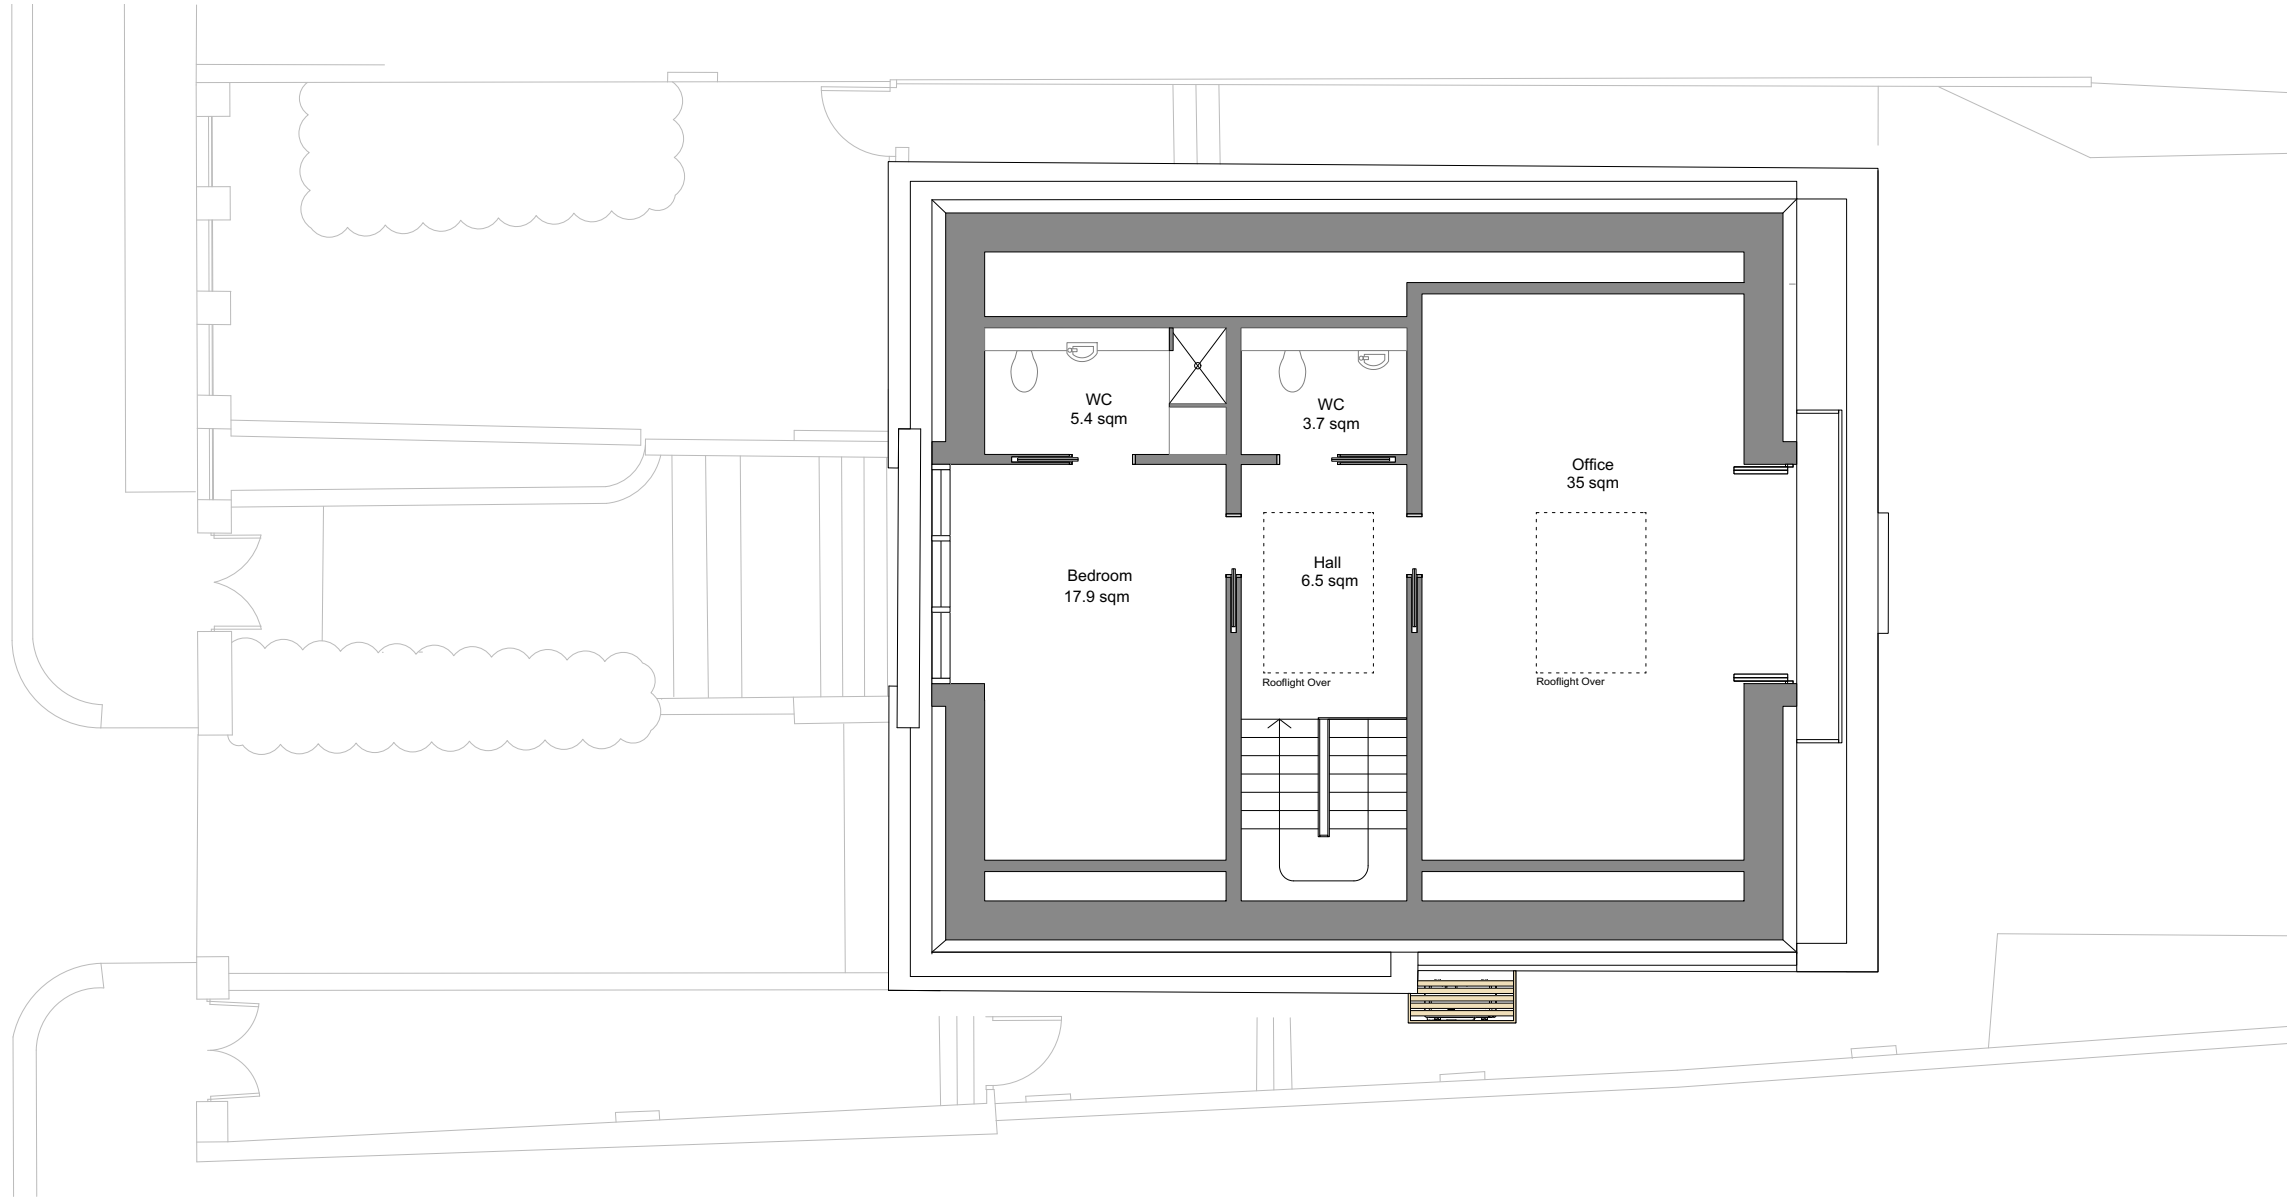 WC
5.4 sqm
WC
3.7 sqm
Office
35 sqm
Bedroom
17.9 sqm
Hall
6.5 sqm
Rooflight Over
Rooflight Over